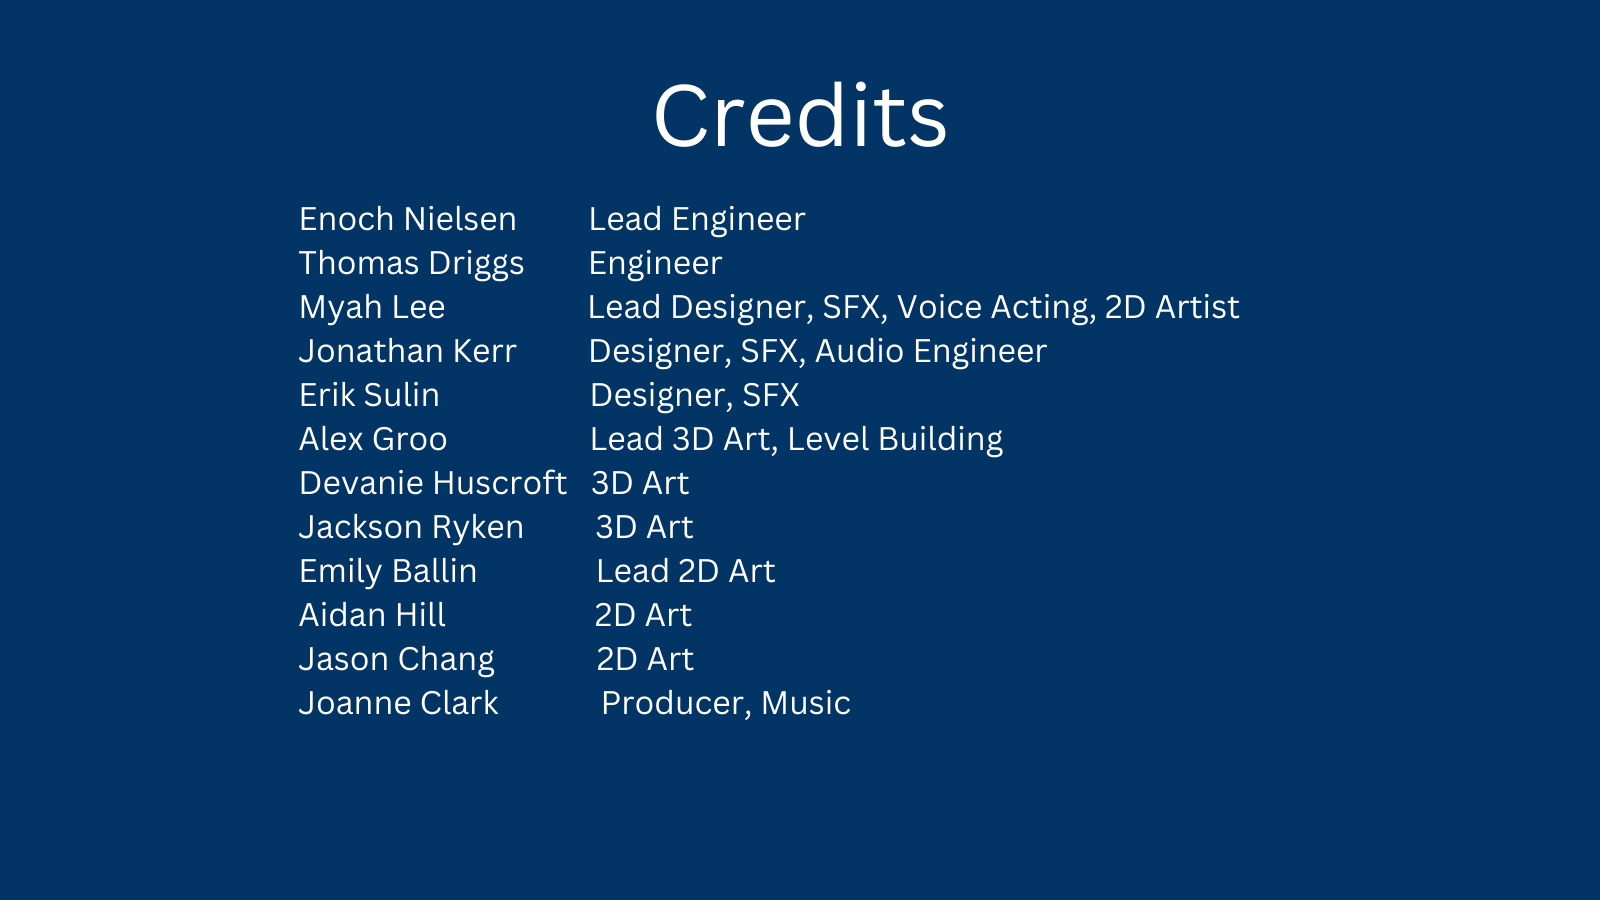 Credits
Enoch Nielsen Lead Engineer
Thomas Driggs Engineer
Myah Lee Lead Designer, SFX, Voice Acting, 2D Artist
Jonathan Kerr Designer, SFX, Audio Engineer
Erik Sulin Designer, SFX
Alex Groo Lead 3D Art, Level Building
Devanie Huscroft 3D Art
Jackson Ryken 3D Art
Emily Ballin Lead 2D Art
Aidan Hill 2D Art
Jason Chang 2D Art
Joanne Clark Producer, Music